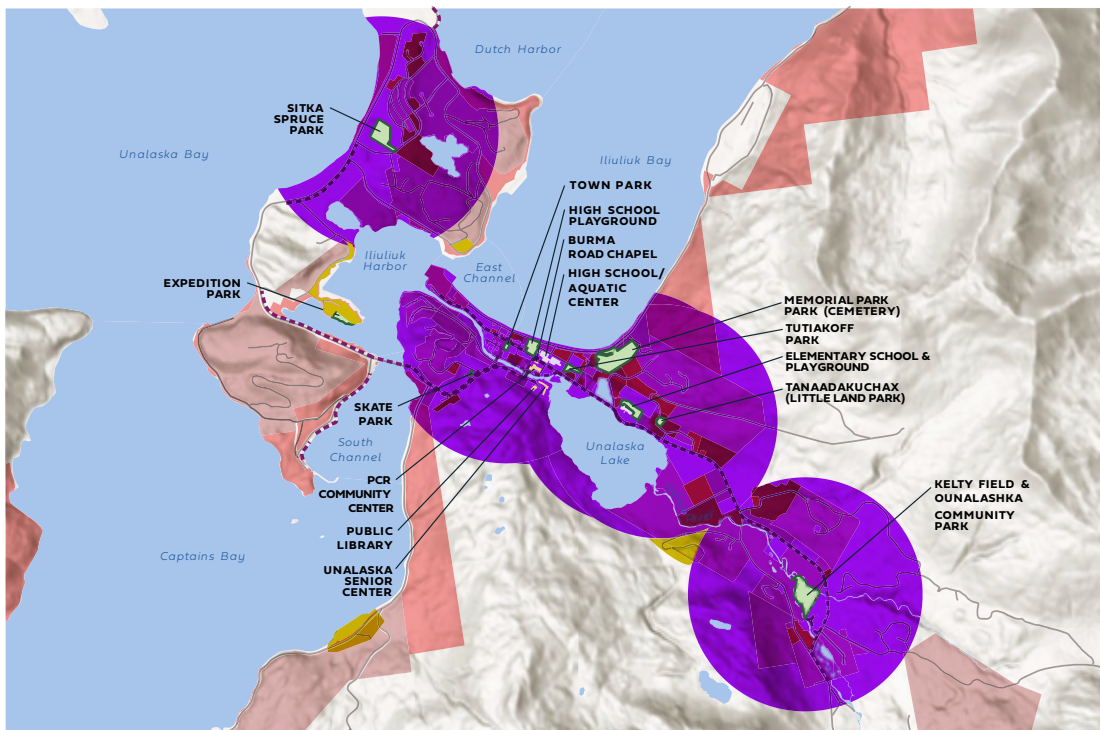 Dutch Harbor
SITKA
SPRUCE
PARK
Unalaska Bay
Iliuliuk Bay
TOWN PARK
HIGH SCHOOL
PLAYGROUND
BURMA
ROAD CHAPEL
Iliuliuk
Harbor
East
Channel
HIGH SCHOOL/
AQUATIC
CENTER
EXPEDITION
PARK
MEMORIAL PARK
PARK (CEMETERY)
TUTIAKOFF
PARK
ELEMENTARY SCHOOL &
PLAYGROUND
TANAADAKUCHAX
(LITTLE LAND PARK)
SKATE
PARK
South
Channel
Unalaska
Lake
PCR
COMMUNITY
CENTER
KELTY FIELD &
OUNALASHKA
COMMUNITY
PARK
PUBLIC
LIBRARY
Captains Bay
UNALASKA
SENIOR
CENTER